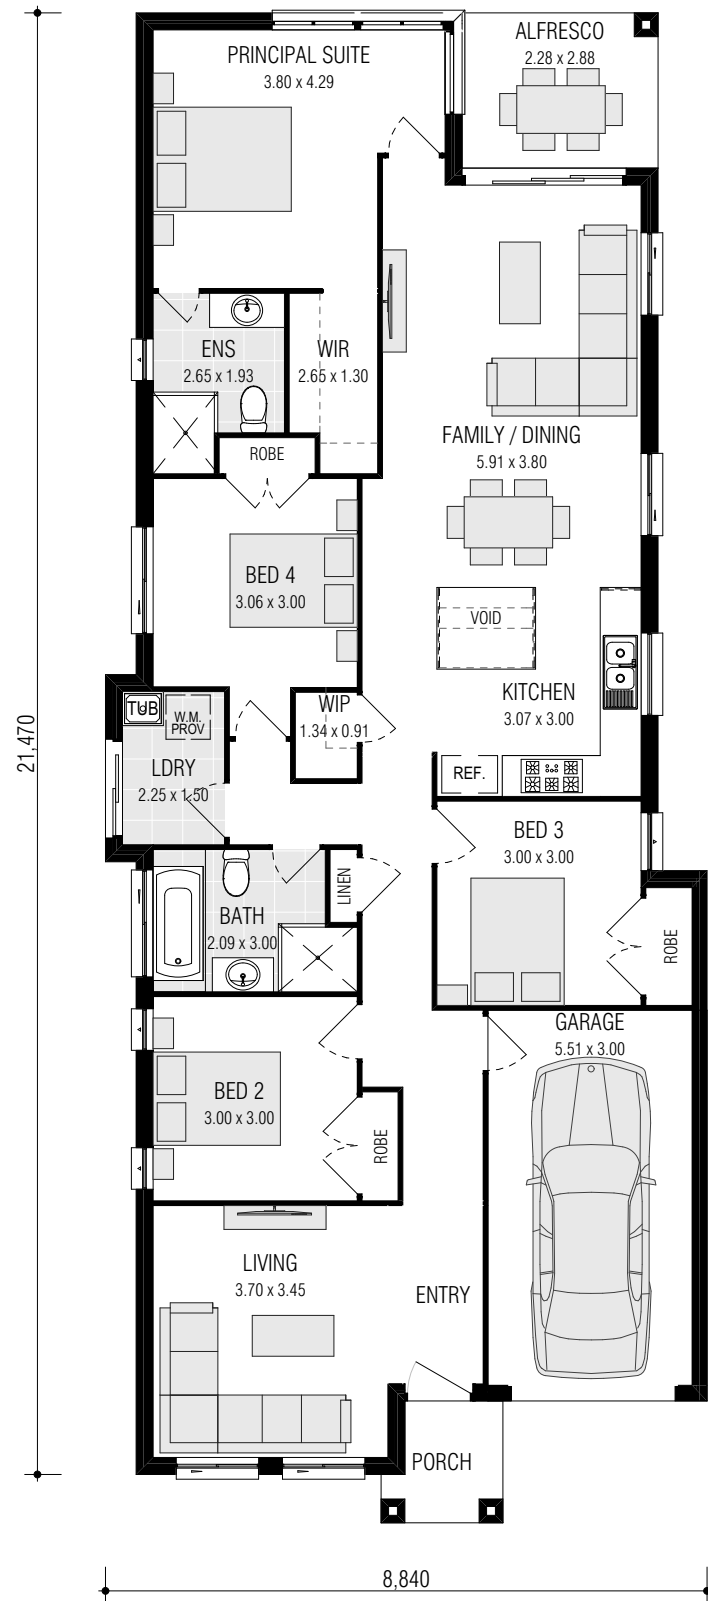 PRINCIPAL SUITE
3.80 x 4.29
ALFRESCO
2.28 x 2.88
ENS
2.65 x 1.93
WIR
2.65 x 1.30
ROBE
FAMILY / DINING
5.91 x 3.80
BED 4
3.06 x 3.00
VOID
KITCHEN
3.07 x 3.00
WIP
1.34 x 0.91
TUB
W.M.
PROV
LDRY
2.25 x 1.50
REF.
21,470
BED 3
3.00 x 3.00
LINEN
BATH
2.09 x 3.00
ROBE
GARAGE
5.51 x 3.00
BED 2
3.00 x 3.00
ROBE
LIVING
3.70 x 3.45
ENTRY
PORCH
8,840